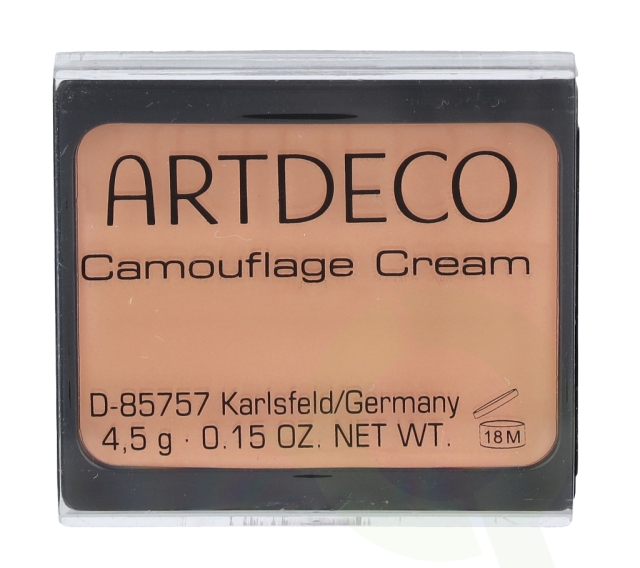 ARTDECO
Camouflage Cream
D-85757 Karlsfeld/Germany
4,5 g · 0.15 OZ. NET WT.
18M